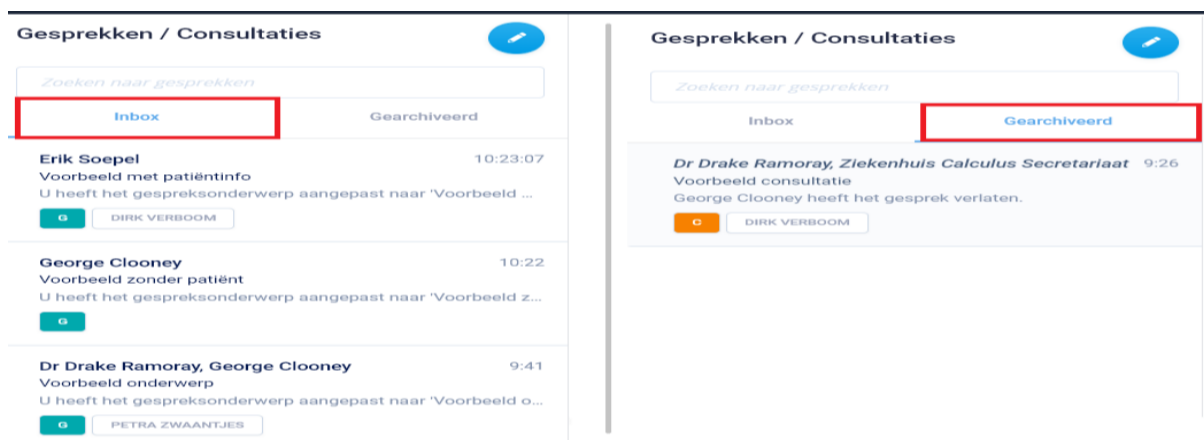 Gesprekken / Consultaties
Zoeken naar gesprekken
Inbox Gearchiveerd
Erik Soepel 10:23:07
Voorbeeld met patiëntinfo
U heeft het gespreksonderwerp aangepast naar 'Voorbeeld ...
G DIRK VERBOOM
George Clooney 10:22
Voorbeeld zonder patiënt
U heeft het gespreksonderwerp aangepast naar 'Voorbeeld z...
G
Dr Drake Ramoray, George Clooney 9:41
Voorbeeld onderwerp
U heeft het gespreksonderwerp aangepast naar 'Voorbeeld o...
G PETRA ZWAANTJES
Gesprekken / Consultaties
Zoeken naar gesprekken
Inbox Gearchiveerd
Dr Drake Ramoray, Ziekenhuis Calculus Secretariaat 9:26
Voorbeeld consultatie
George Clooney heeft het gesprek verlaten.
C DIRK VERBOOM